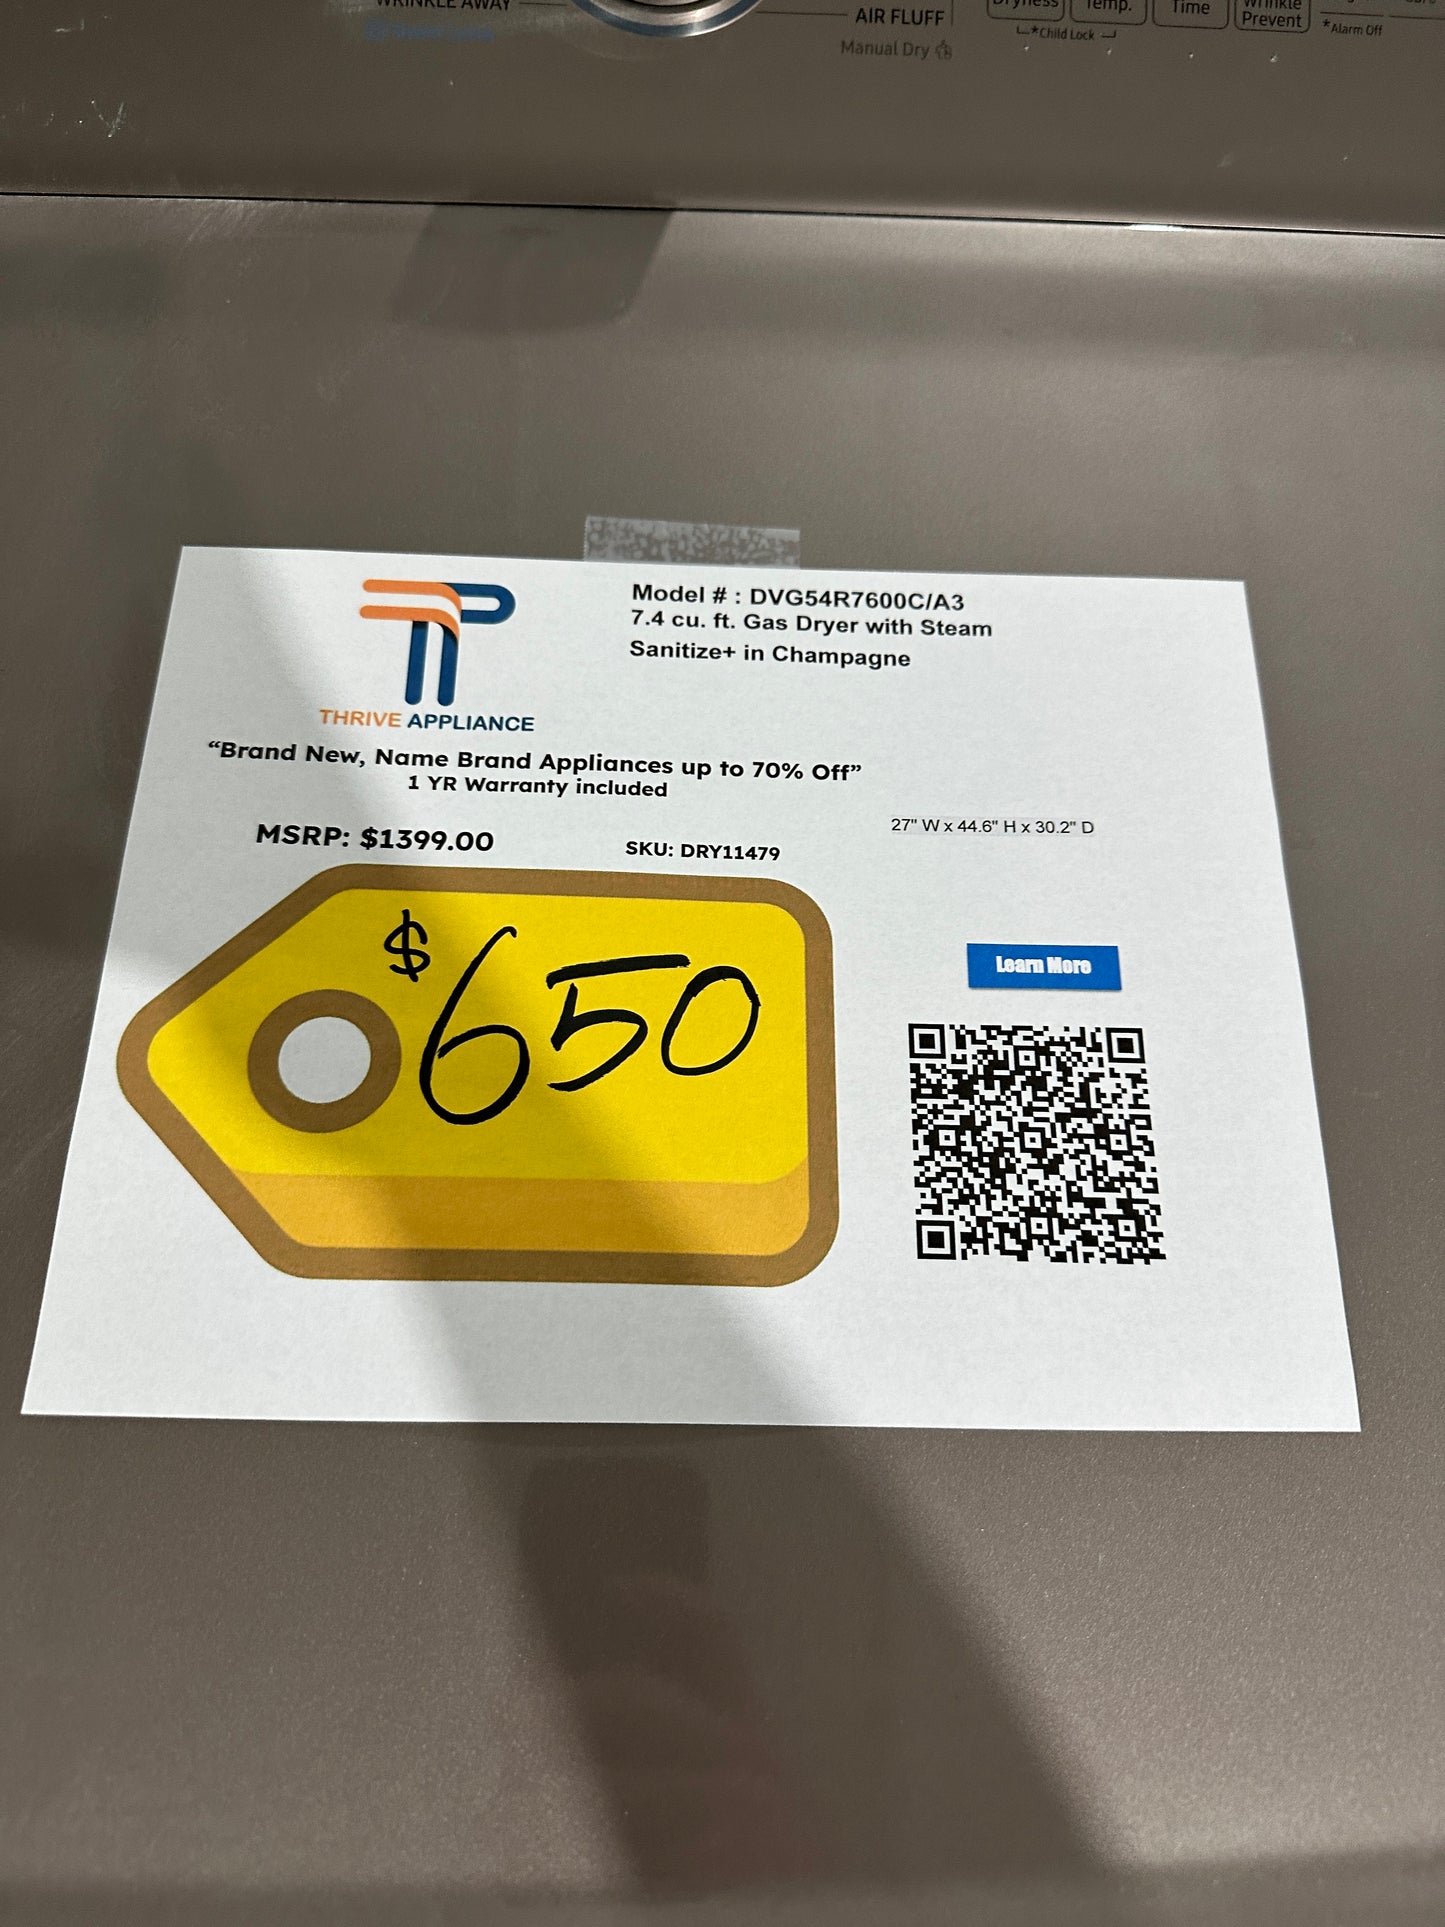 WRINKLE AWAY
AIR FLUFF
Manual Dry
Dryness
Temp.
Time
Wrinkle
Prevent
*Child Lock
*Alarm Off
Model # : DVG54R7600C/A3
7.4 cu. ft. Gas Dryer with Steam
Sanitize+ in Champagne
THRIVE APPLIANCE
“Brand New, Name Brand Appliances up to 70% Off”
1 YR Warranty included
27" W x 44.6" H x 30.2" D
MSRP: $1399.00
SKU: DRY11479
$650
Learn More